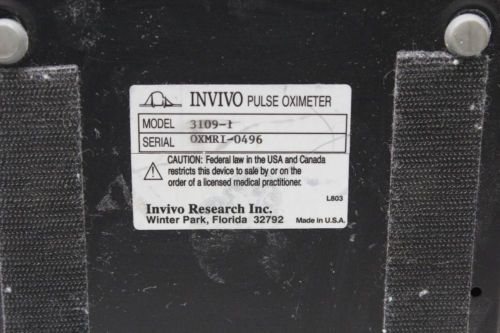 INVIVO PULSE OXIMETER
MODEL 3109-1
SERIAL OXMRI-0496
CAUTION: Federal law in the USA and Canada
restricts this device to sale by or on the
order of a licensed medical practitioner.
L803
Invivo Research Inc.
Winter Park, Florida 32792 Made in U.S.A.